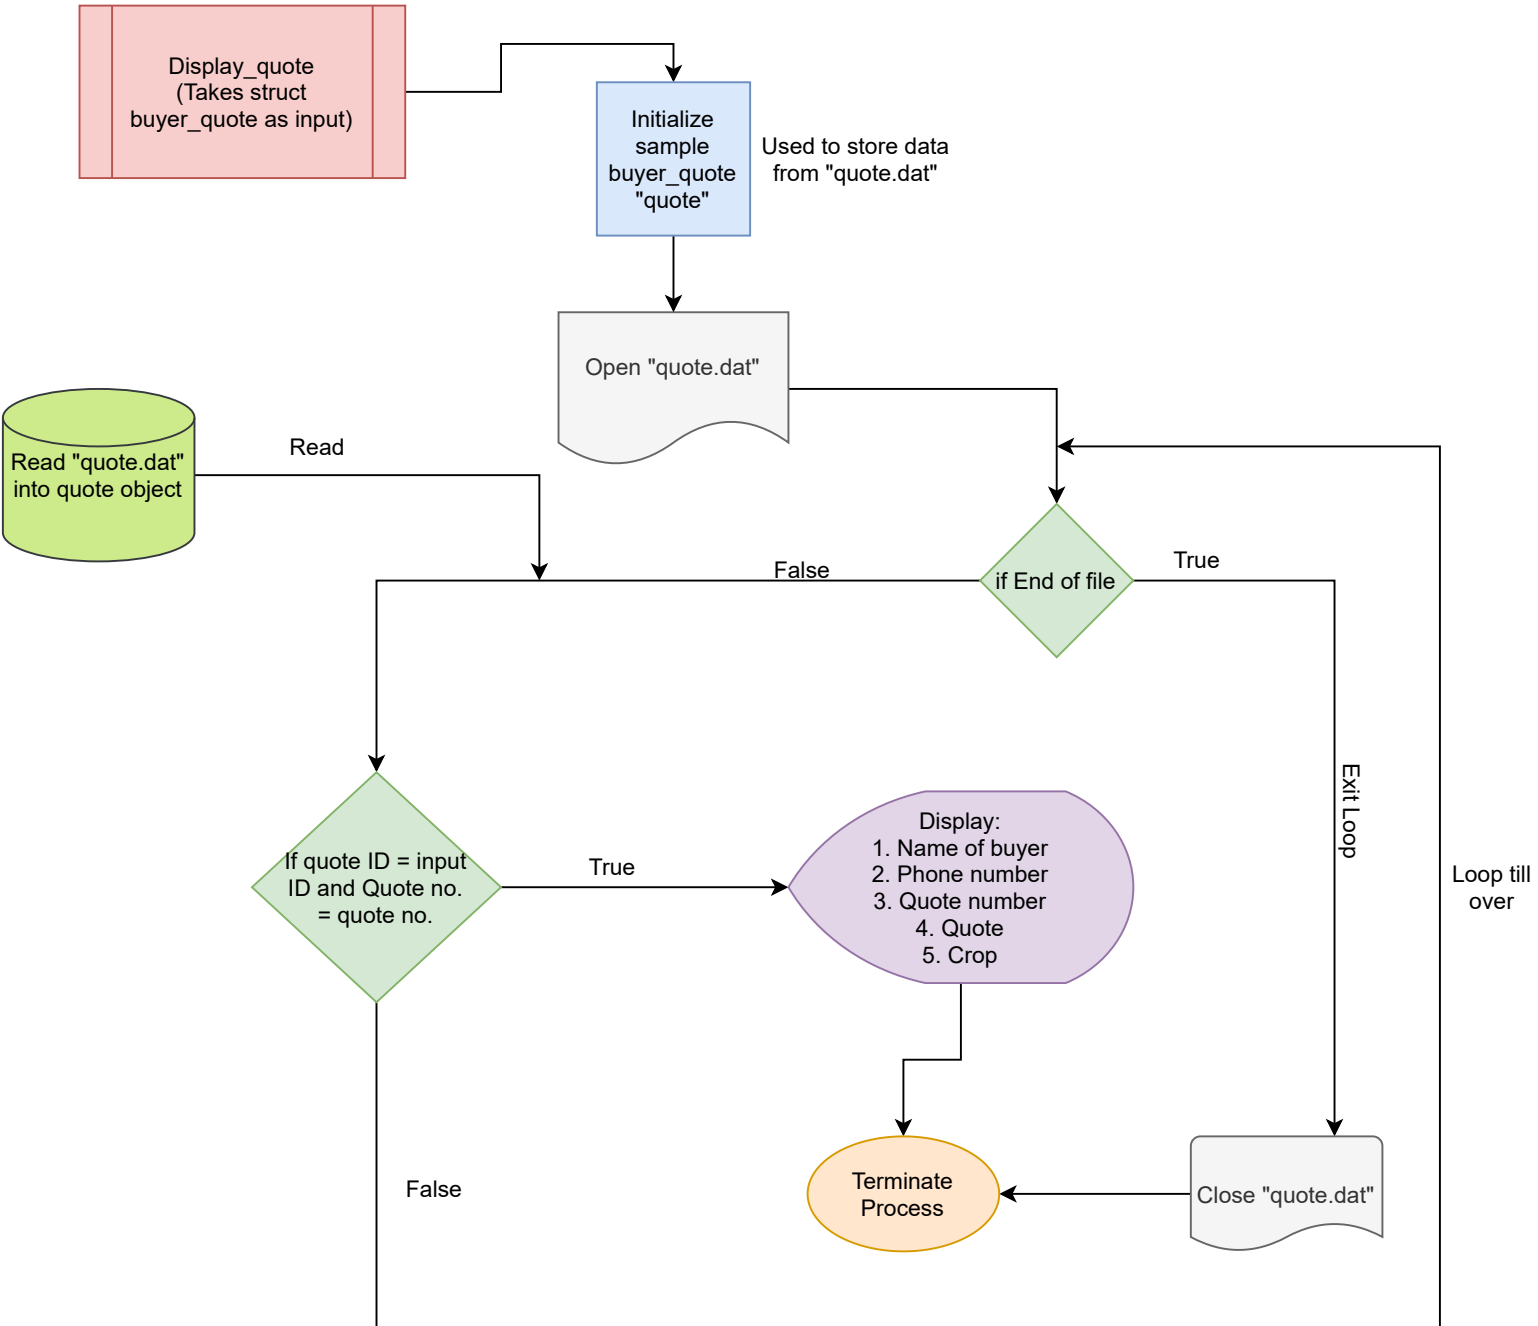 Display_quote
(Takes struct
buyer_quote as input)
Initialize
sample
buyer_quote
"quote"
Used to store data
from "quote.dat"
Open "quote.dat"
Read "quote.dat"
into quote object
Read
False
if End of file
True
If quote ID = input
ID and Quote no.
= quote no.
True
Display:
1. Name of buyer
2. Phone number
3. Quote number
4. Quote
5. Crop
Exit Loop
Loop till
over
False
Terminate
Process
Close "quote.dat"